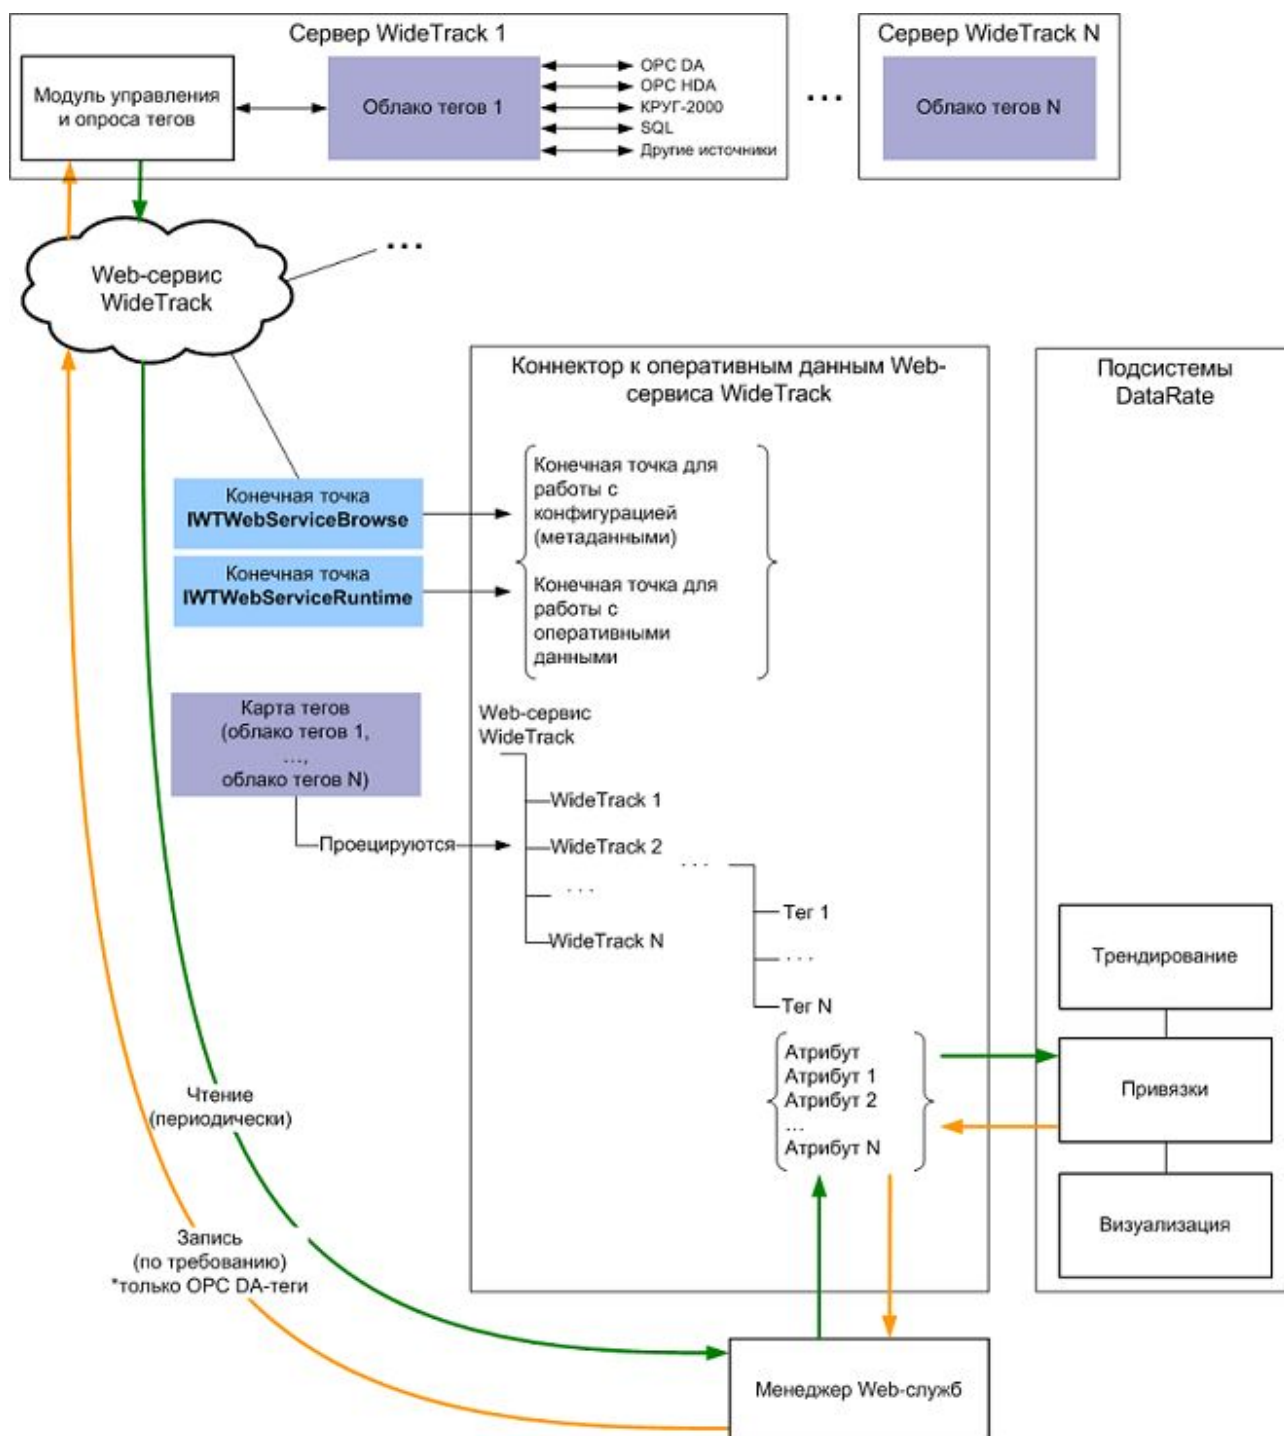 Сервер WideTrack 1
Модуль управления
и опроса тегов
Облако тегов 1
OPC DA
OPC HDA
КРУГ-2000
SQL
Другие источники
...
Сервер WideTrack N
Облако тегов N
Web-сервис
WideTrack
...
Коннектор к оперативным данным Web-
сервиса WideTrack
Конечная точка
IWTWebServiceBrowse
Конечная точка
IWTWebServiceRuntime
Конечная точка для
работы с
конфигурацией
(метаданными)
Конечная точка для
работы с
оперативными
данными
Карта тегов
(облако тегов 1,
...,
облако тегов N)
Проецируются
Web-сервис
WideTrack
WideTrack 1
WideTrack 2
...
WideTrack N
...
Тег 1
...
Тег N
Атрибут
Атрибут 1
Атрибут 2
...
Атрибут N
Подсистемы
DataRate
Трендирование
Привязки
Визуализация
Чтение
(периодически)
Запись
(по требованию)
*только OPC DA-теги
Менеджер Web-служб